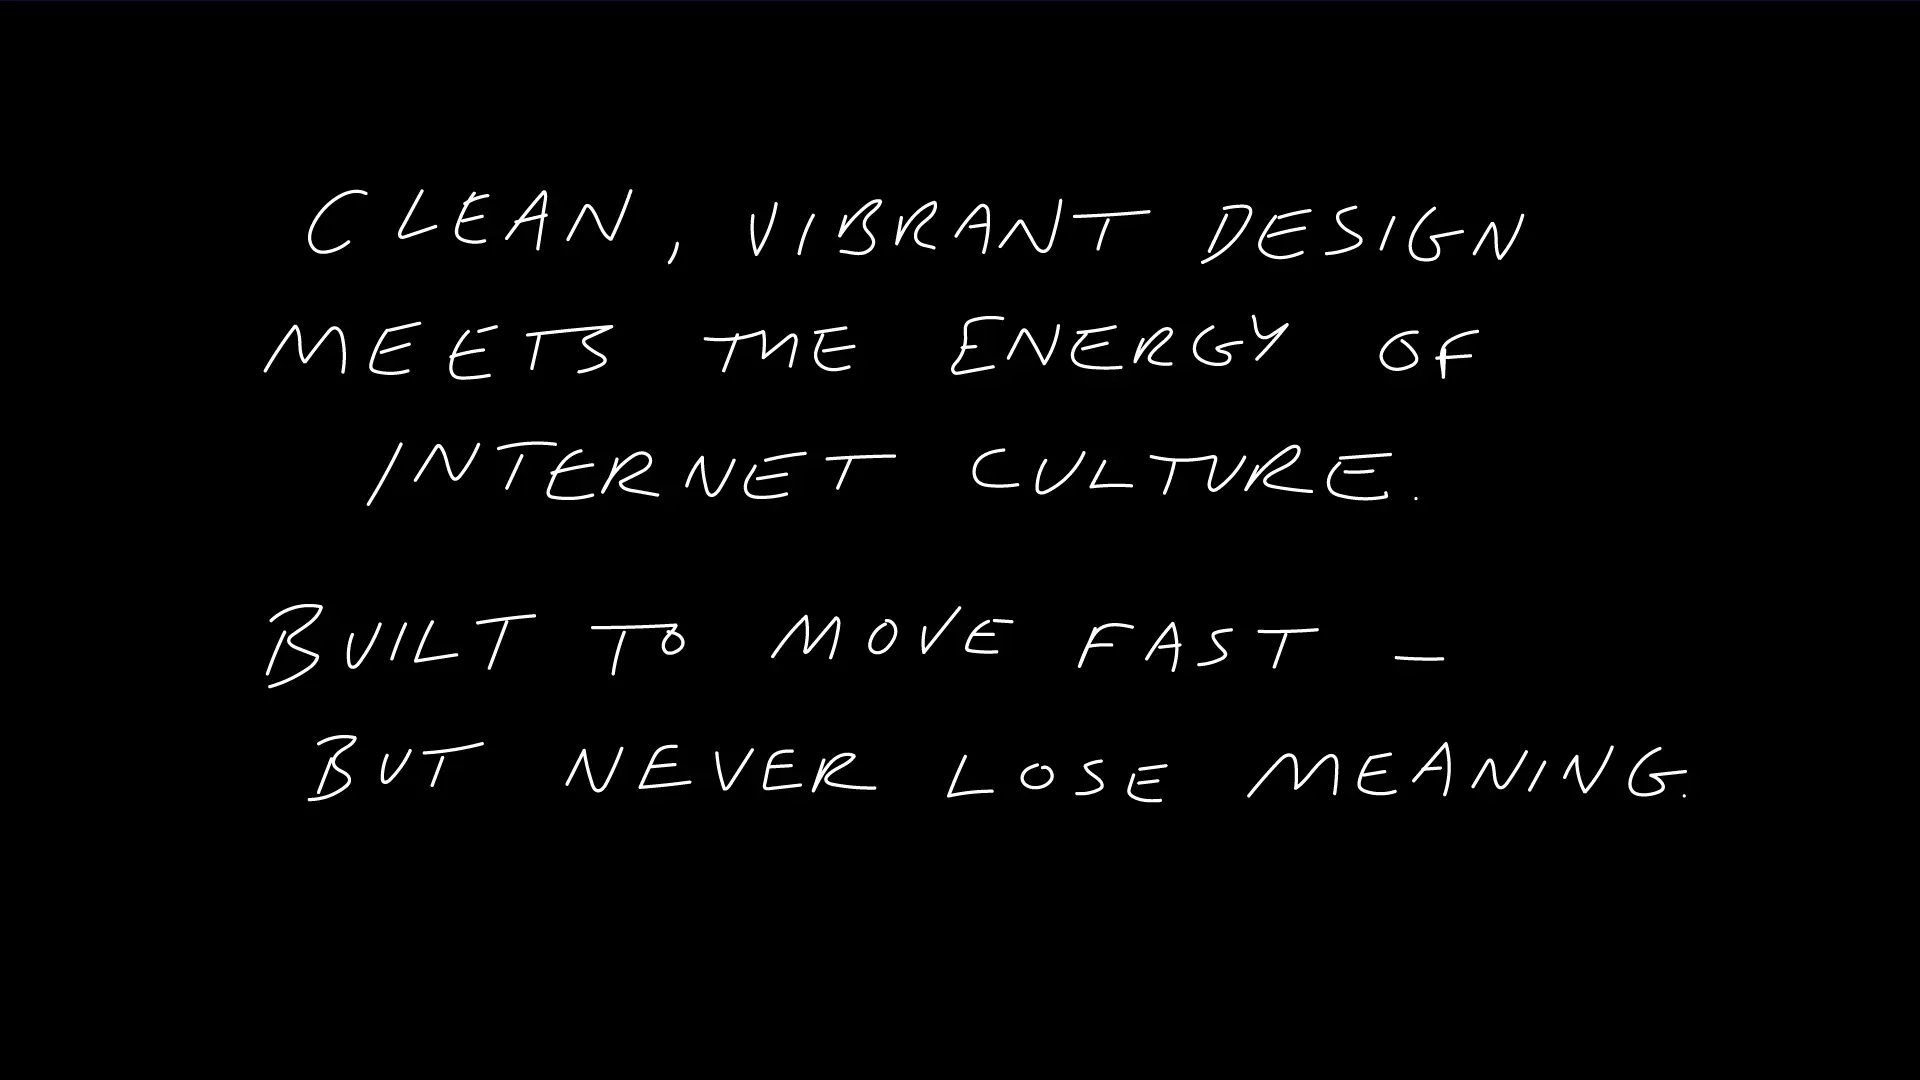 CLEAN, VIBRANT DESIGN
MEETS THE ENERGY OF
INTERNET CULTURE.
BUILT TO MOVE FAST –
BUT NEVER LOSE MEANING.